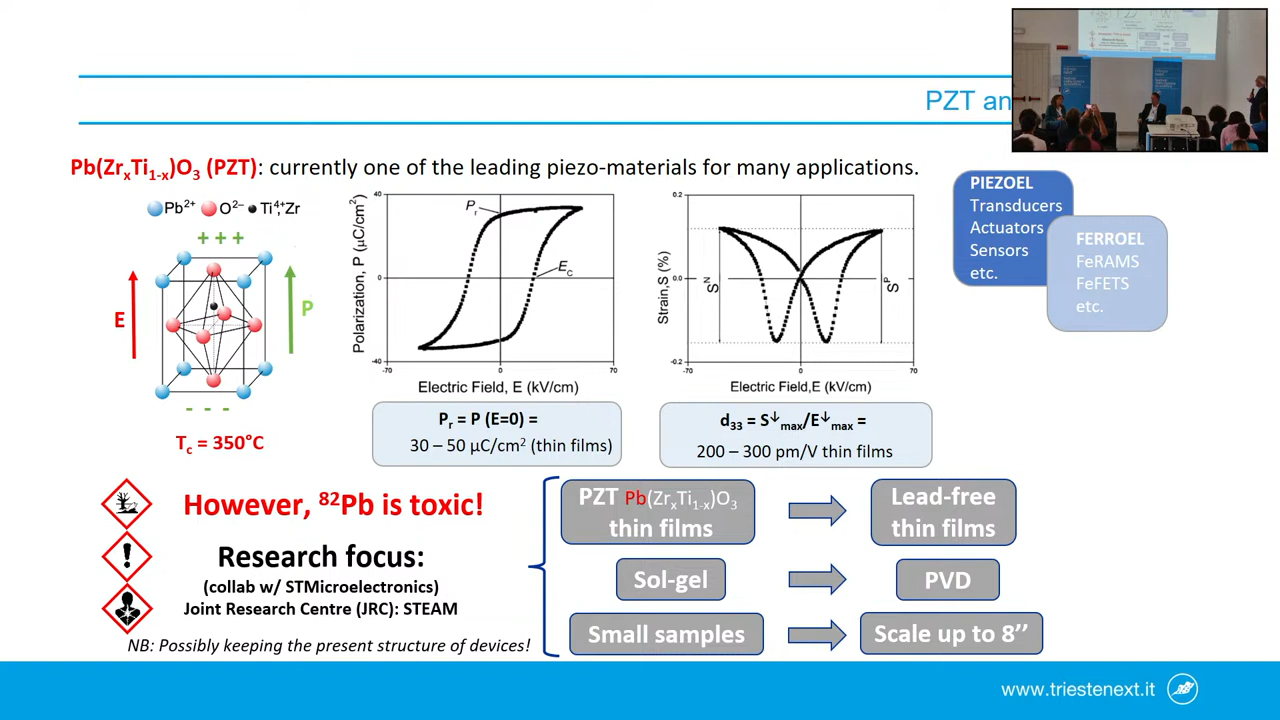 PZT an
Pb(ZrₓTi₁₋ₓ)O₃ (PZT): currently one of the leading piezo-materials for many applications.
Pb²⁺ O²⁻ Ti⁴⁺,Zr
+ + +
E
P
- - -
T꜀ = 350°C
Polarization, P (µC/cm²)
40
0
-40
Pᵣ
E_C
-70 0 70
Electric Field, E (kV/cm)
Pᵣ = P (E=0) =
30 – 50 µC/cm² (thin films)
Strain,S (%)
0.2
0.0
-0.2
Sᴺ
Sᴾ
-70 0 70
Electric Field,E (kV/cm)
d₃₃ = S↓max/E↓max =
200 – 300 pm/V thin films
PIEZOEL
Transducers
Actuators
Sensors
etc.
FERROEL
FeRAMS
FeFETS
etc.
However, ⁸²Pb is toxic!
Research focus:
(collab w/ STMicroelectronics)
Joint Research Centre (JRC): STEAM
NB: Possibly keeping the present structure of devices!
PZT Pb(ZrₓTi₁₋ₓ)O₃
thin films
Lead-free
thin films
Sol-gel
PVD
Small samples
Scale up to 8’’
www.triestenext.it